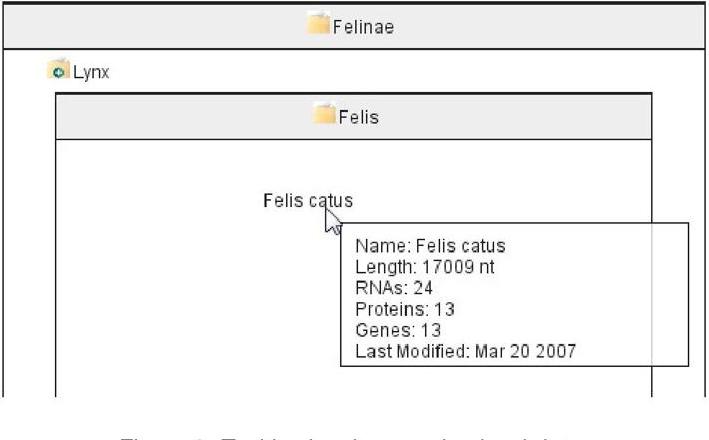 Felinae
Lynx
Felis
Felis catus
Name: Felis catus
Length: 17009 nt
RNAs: 24
Proteins: 13
Genes: 13
Last Modified: Mar 20 2007